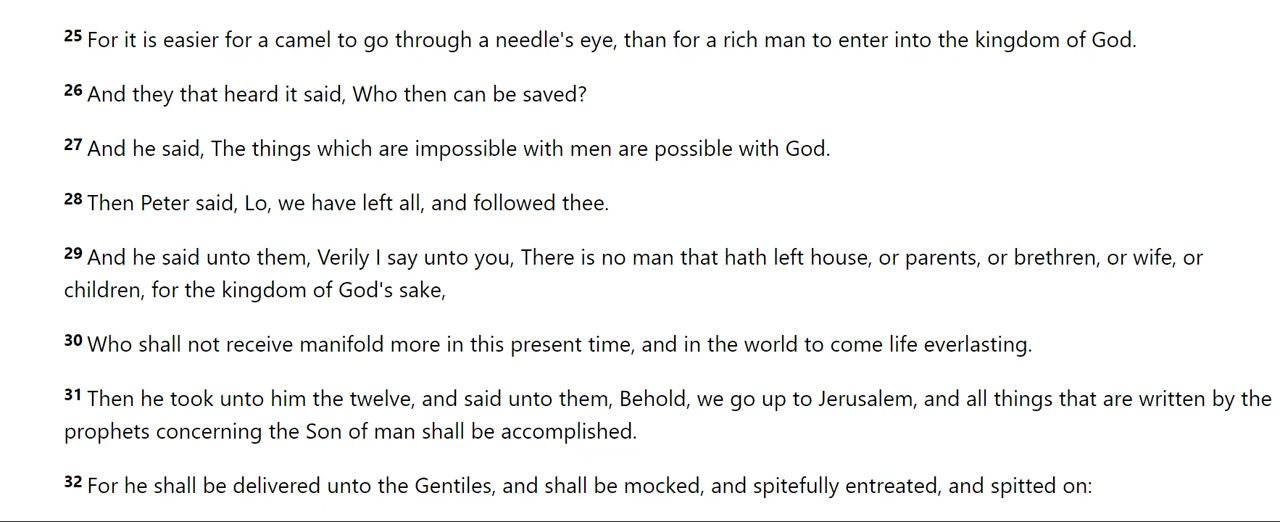 25 For it is easier for a camel to go through a needle's eye, than for a rich man to enter into the kingdom of God.
26 And they that heard it said, Who then can be saved?
27 And he said, The things which are impossible with men are possible with God.
28 Then Peter said, Lo, we have left all, and followed thee.
29 And he said unto them, Verily I say unto you, There is no man that hath left house, or parents, or brethren, or wife, or
children, for the kingdom of God's sake,
30 Who shall not receive manifold more in this present time, and in the world to come life everlasting.
31 Then he took unto him the twelve, and said unto them, Behold, we go up to Jerusalem, and all things that are written by the
prophets concerning the Son of man shall be accomplished.
32 For he shall be delivered unto the Gentiles, and shall be mocked, and spitefully entreated, and spitted on: